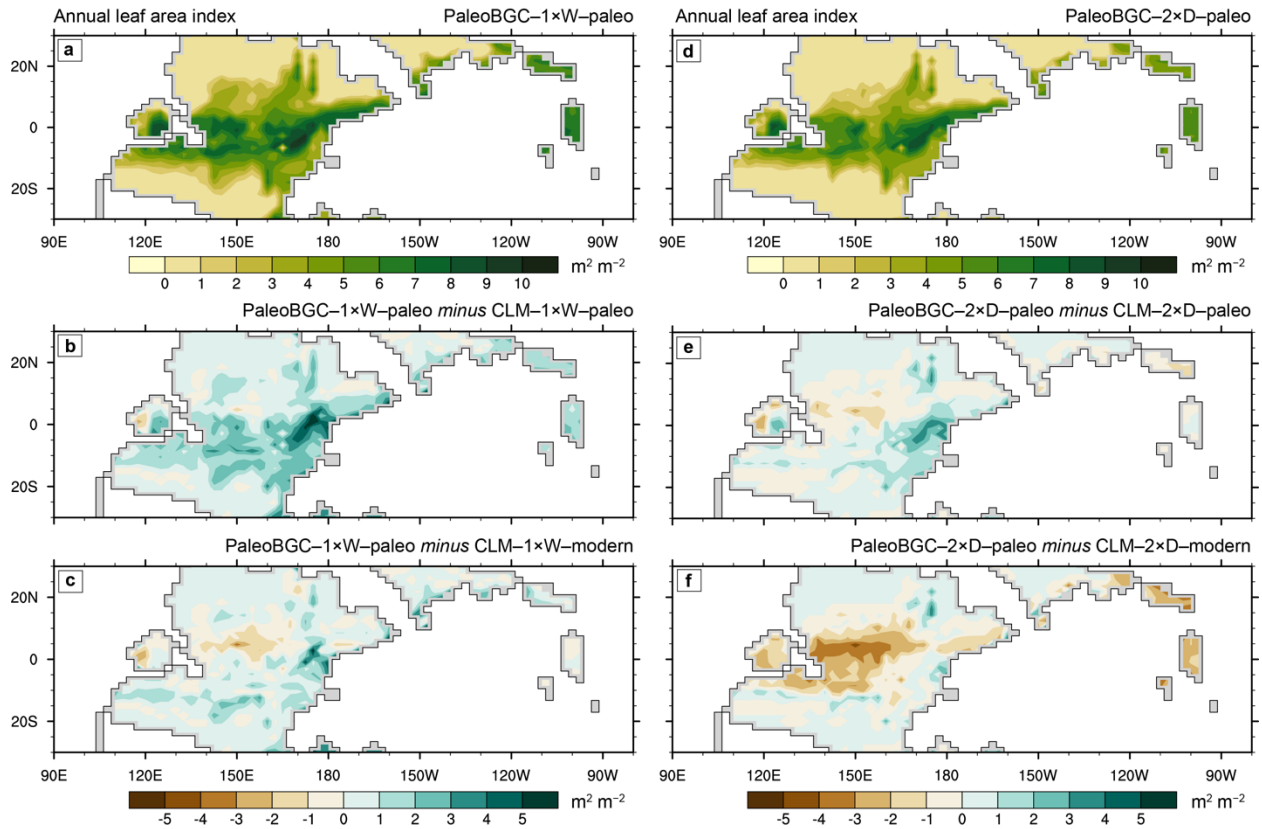 Annual leaf area index PaleoBGC–1×W–paleo
a
20N
0
20S
90E 120E 150E 180 150W 120W 90W
0 1 2 3 4 5 6 7 8 9 10 m² m⁻²
PaleoBGC–1×W–paleo minus CLM–1×W–paleo
b
20N
0
20S
PaleoBGC–1×W–paleo minus CLM–1×W–modern
c
20N
0
20S
90E 120E 150E 180 150W 120W 90W
-5 -4 -3 -2 -1 0 1 2 3 4 5 m² m⁻²
Annual leaf area index PaleoBGC–2×D–paleo
d
20N
0
20S
90E 120E 150E 180 150W 120W 90W
0 1 2 3 4 5 6 7 8 9 10 m² m⁻²
PaleoBGC–2×D–paleo minus CLM–2×D–paleo
e
20N
0
20S
PaleoBGC–2×D–paleo minus CLM–2×D–modern
f
20N
0
20S
90E 120E 150E 180 150W 120W 90W
-5 -4 -3 -2 -1 0 1 2 3 4 5 m² m⁻²